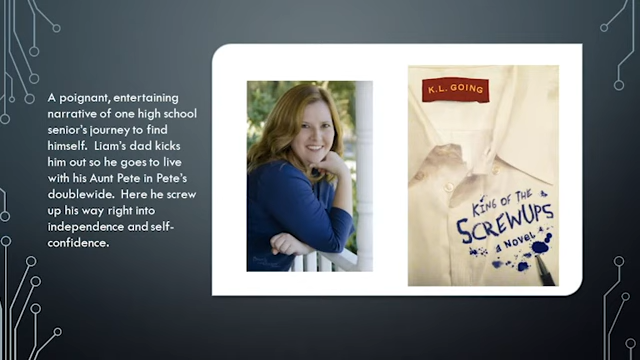 A poignant, entertaining
narrative of one high school
senior's journey to find
himself. Liam's dad kicks
him out so he goes to live
with his Aunt Pete in Pete's
doublewide. Here he screw
up his way right into
independence and self-
confidence.
K.L. GOING
KING OF THE
SCREWUPS
a NOVEL